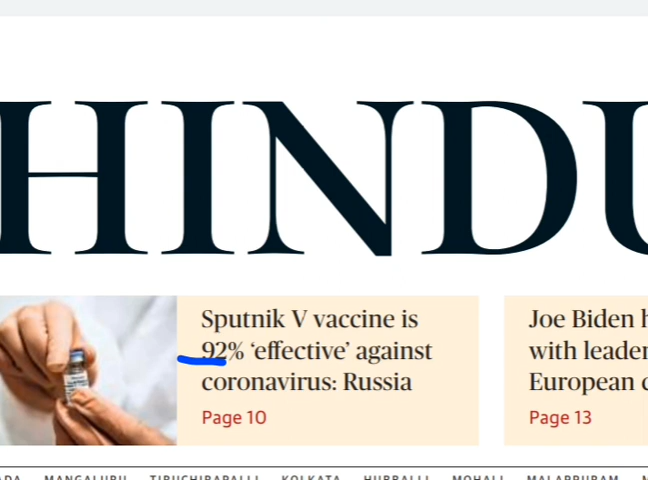 HINDU
Sputnik V vaccine is
92% ‘effective’ against
coronavirus: Russia
Page 10
Joe Biden
with
European
Page 13
MANGALURU TIRUCHIRAPALLI KOLKATA HUBBALLI MOHALI MALAPPURAM